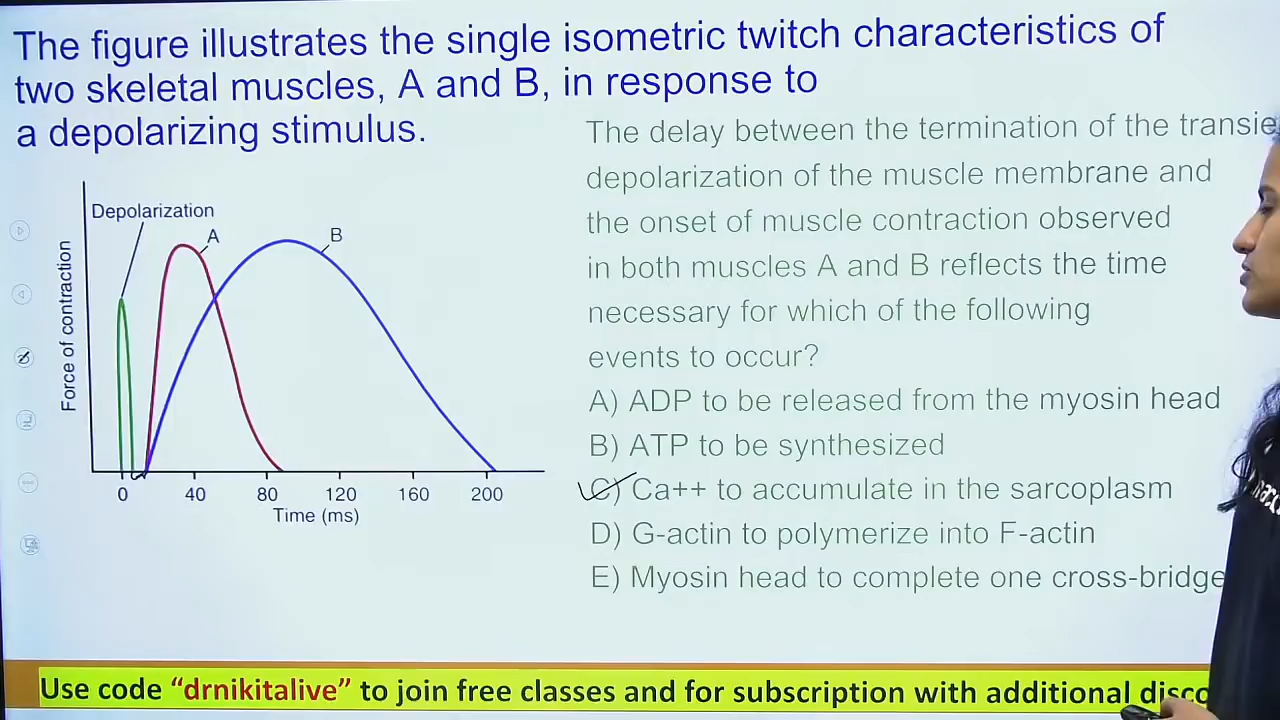 The figure illustrates the single isometric twitch characteristics of
two skeletal muscles, A and B, in response to
a depolarizing stimulus.
Depolarization
A
B
Force of contraction
0 40 80 120 160 200
Time (ms)
The delay between the termination of the transie
depolarization of the muscle membrane and
the onset of muscle contraction observed
in both muscles A and B reflects the time
necessary for which of the following
events to occur?
A) ADP to be released from the myosin head
B) ATP to be synthesized
C) Ca++ to accumulate in the sarcoplasm
D) G-actin to polymerize into F-actin
E) Myosin head to complete one cross-bridge
Use code “drnikitalive” to join free classes and for subscription with additional disco